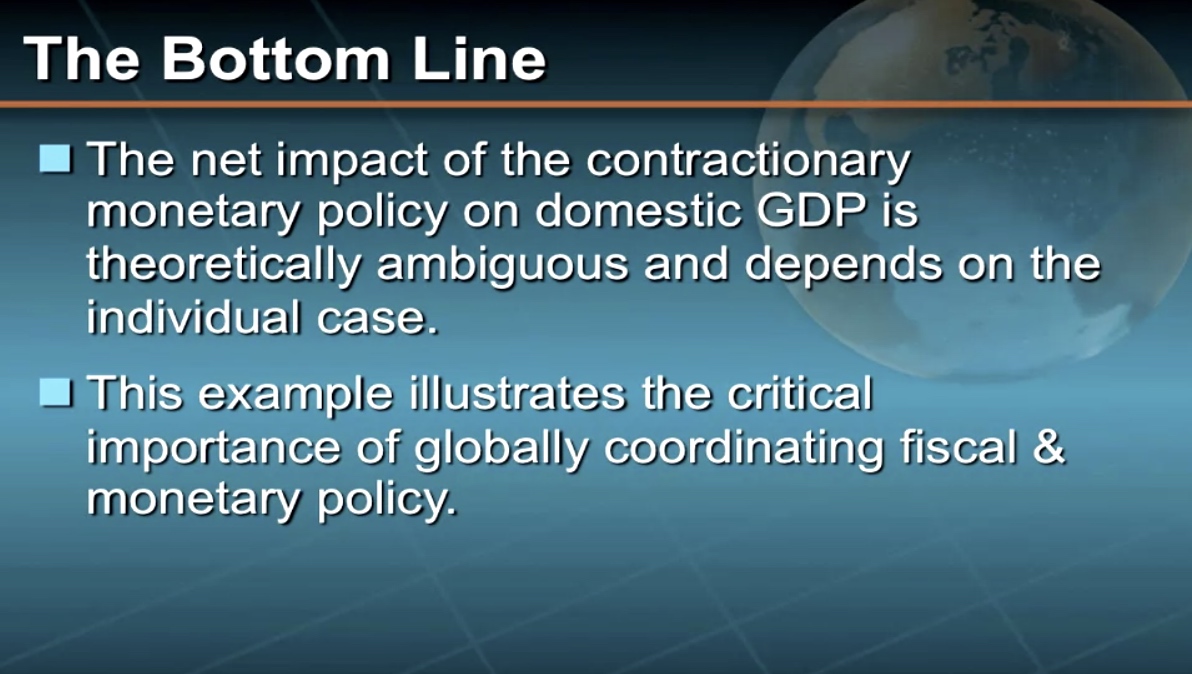 The Bottom Line
The net impact of the contractionary
monetary policy on domestic GDP is
theoretically ambiguous and depends on the
individual case.
This example illustrates the critical
importance of globally coordinating fiscal &
monetary policy.